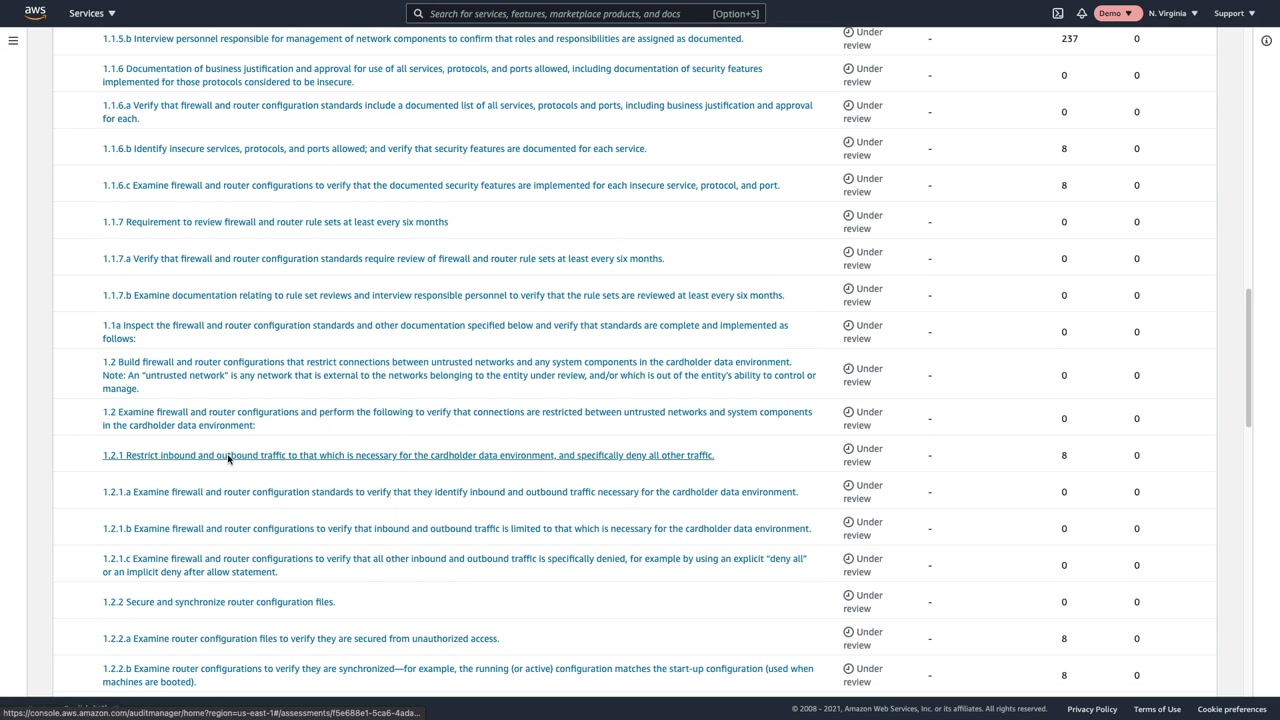 aws Services Search for services, features, marketplace products, and docs [Option+S] Demo N. Virginia Support
1.1.5.b Interview personnel responsible for management of network components to confirm that roles and responsibilities are assigned as documented. Under review - 237 0
1.1.6 Documentation of business justification and approval for use of all services, protocols, and ports allowed, including documentation of security features
implemented for those protocols considered to be insecure. Under review - 0 0
1.1.6.a Verify that firewall and router configuration standards include a documented list of all services, protocols and ports, including business justification and approval
for each. Under review - 0 0
1.1.6.b Identify insecure services, protocols, and ports allowed; and verify that security features are documented for each service. Under review - 8 0
1.1.6.c Examine firewall and router configurations to verify that the documented security features are implemented for each insecure service, protocol, and port. Under review - 8 0
1.1.7 Requirement to review firewall and router rule sets at least every six months Under review - 0 0
1.1.7.a Verify that firewall and router configuration standards require review of firewall and router rule sets at least every six months. Under review - 0 0
1.1.7.b Examine documentation relating to rule set reviews and interview responsible personnel to verify that the rule sets are reviewed at least every six months. Under review - 0 0
1.1a Inspect the firewall and router configuration standards and other documentation specified below and verify that standards are complete and implemented as
follows: Under review - 0 0
1.2 Build firewall and router configurations that restrict connections between untrusted networks and any system components in the cardholder data environment.
Note: An “untrusted network” is any network that is external to the networks belonging to the entity under review, and/or which is out of the entity's ability to control or
manage. Under review - 0 0
1.2 Examine firewall and router configurations and perform the following to verify that connections are restricted between untrusted networks and system components
in the cardholder data environment: Under review - 0 0
1.2.1 Restrict inbound and outbound traffic to that which is necessary for the cardholder data environment, and specifically deny all other traffic. Under review - 8 0
1.2.1.a Examine firewall and router configuration standards to verify that they identify inbound and outbound traffic necessary for the cardholder data environment. Under review - 0 0
1.2.1.b Examine firewall and router configurations to verify that inbound and outbound traffic is limited to that which is necessary for the cardholder data environment. Under review - 0 0
1.2.1.c Examine firewall and router configurations to verify that all other inbound and outbound traffic is specifically denied, for example by using an explicit “deny all”
or an implicit deny after allow statement. Under review - 0 0
1.2.2 Secure and synchronize router configuration files. Under review - 0 0
1.2.2.a Examine router configuration files to verify they are secured from unauthorized access. Under review - 8 0
1.2.2.b Examine router configurations to verify they are synchronized—for example, the running (or active) configuration matches the start-up configuration (used when
machines are booted). Under review - 8 0
https://console.aws.amazon.com/auditmanager/home?region=us-east-1#/assessments/f5e688e1-5ca6-4ada... © 2008 - 2021, Amazon Web Services, Inc. or its affiliates. All rights reserved. Privacy Policy Terms of Use Cookie preferences